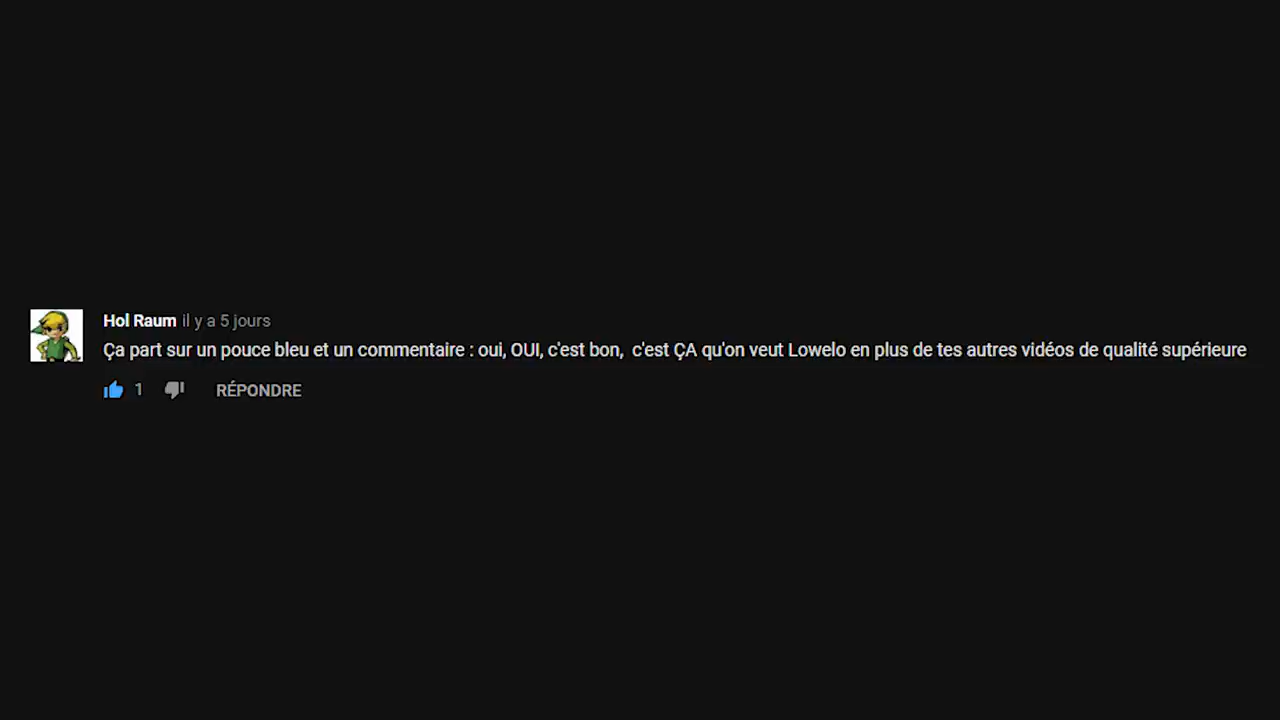 Hol Raum il y a 5 jours
Ça part sur un pouce bleu et un commentaire : oui, OUI, c'est bon,  c'est ÇA qu'on veut Lowelo en plus de tes autres vidéos de qualité supérieure
1 RÉPONDRE